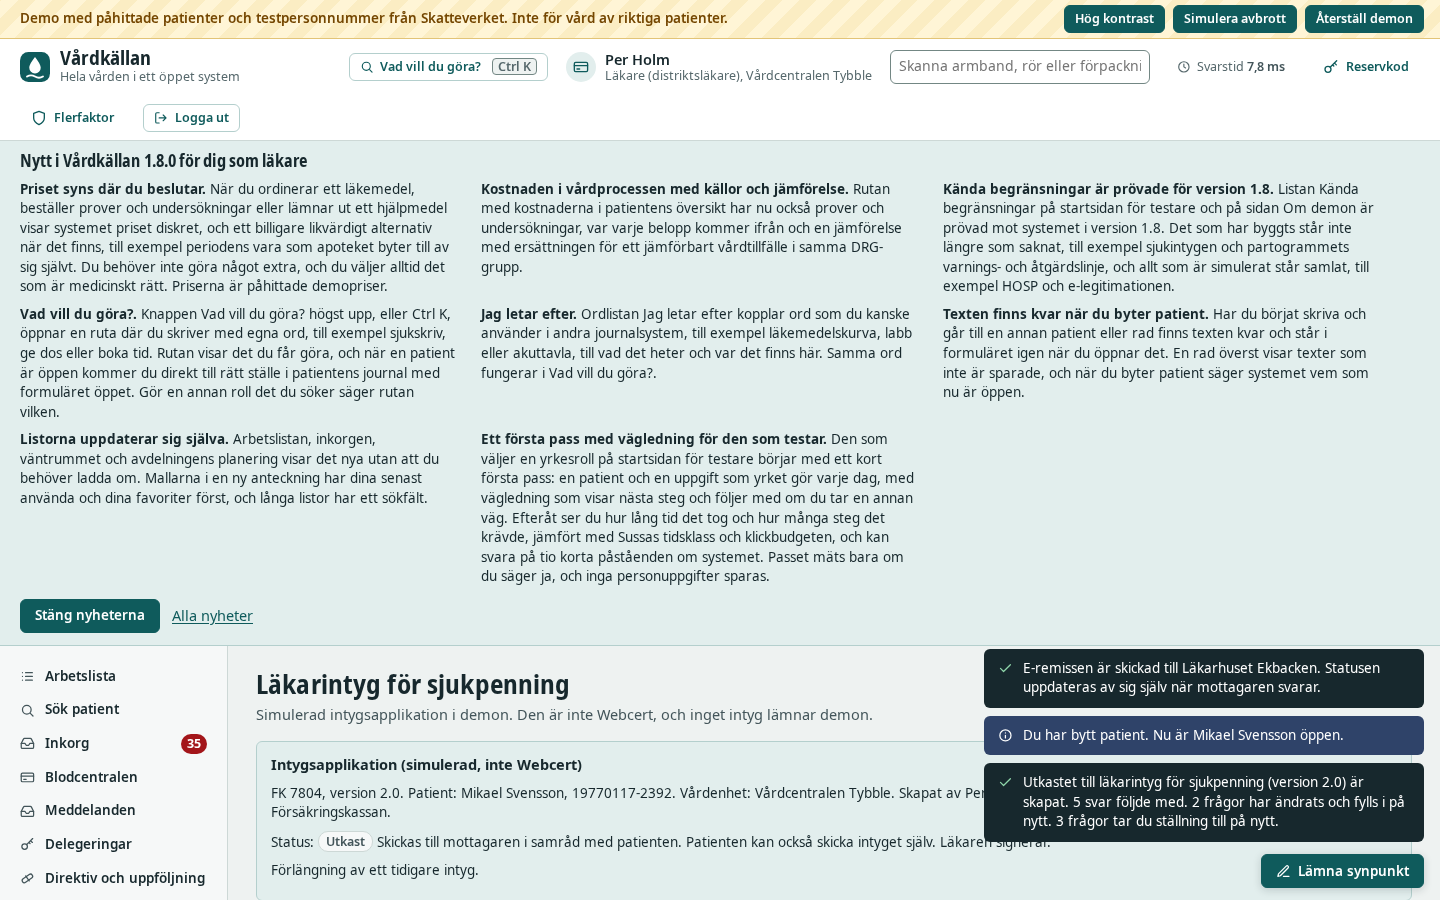 Demo med påhittade patienter och testpersonnummer från Skatteverket. Inte för vård av riktiga patienter.
Hög kontrast
Simulera avbrott
Återställ demon
Vårdkällan
Hela vården i ett öppet system
Vad vill du göra? Ctrl K
Per Holm
Läkare (distriktsläkare), Vårdcentralen Tybble
Skanna armband, rör eller förpackni
Svarstid 7,8 ms
Reservkod
Flerfaktor
Logga ut
Nytt i Vårdkällan 1.8.0 för dig som läkare
Priset syns där du beslutar. När du ordinerar ett läkemedel,
beställer prover och undersökningar eller lämnar ut ett hjälpmedel
visar systemet priset diskret, och ett billigare likvärdigt alternativ
när det finns, till exempel periodens vara som apoteket byter till av
sig självt. Du behöver inte göra något extra, och du väljer alltid det
som är medicinskt rätt. Priserna är påhittade demopriser.
Kostnaden i vårdprocessen med källor och jämförelse. Rutan
med kostnaderna i patientens översikt har nu också prover och
undersökningar, var varje belopp kommer ifrån och en jämförelse
med ersättningen för ett jämförbart vårdtillfälle i samma DRG-
grupp.
Kända begränsningar är prövade för version 1.8. Listan Kända
begränsningar på startsidan för testare och på sidan Om demon är
prövad mot systemet i version 1.8. Det som har byggts står inte
längre som saknat, till exempel sjukintygen och partogrammets
varnings- och åtgärdslinje, och allt som är simulerat står samlat, till
exempel HOSP och e-legitimationen.
Vad vill du göra?. Knappen Vad vill du göra? högst upp, eller Ctrl K,
öppnar en ruta där du skriver med egna ord, till exempel sjukskriv,
ge dos eller boka tid. Rutan visar det du får göra, och när en patient
är öppen kommer du direkt till rätt ställe i patientens journal med
formuläret öppet. Gör en annan roll det du söker säger rutan
vilken.
Jag letar efter. Ordlistan Jag letar efter kopplar ord som du kanske
använder i andra journalsystem, till exempel läkemedelskurva, labb
eller akuttavla, till vad det heter och var det finns här. Samma ord
fungerar i Vad vill du göra?.
Texten finns kvar när du byter patient. Har du börjat skriva och
går till en annan patient eller rad finns texten kvar och står i
formuläret igen när du öppnar det. En rad överst visar texter som
inte är sparade, och när du byter patient säger systemet vem som
nu är öppen.
Listorna uppdaterar sig själva. Arbetslistan, inkorgen,
väntrummet och avdelningens planering visar det nya utan att du
behöver ladda om. Mallarna i en ny anteckning har dina senast
använda och dina favoriter först, och långa listor har ett sökfält.
Ett första pass med vägledning för den som testar. Den som
väljer en yrkesroll på startsidan för testare börjar med ett kort
första pass: en patient och en uppgift som yrket gör varje dag, med
vägledning som visar nästa steg och följer med om du tar en annan
väg. Efteråt ser du hur lång tid det tog och hur många steg det
krävde, jämfört med Sussas tidsklass och klickbudgeten, och kan
svara på tio korta påståenden om systemet. Passet mäts bara om
du säger ja, och inga personuppgifter sparas.
Stäng nyheterna
Alla nyheter
Arbetslista
Sök patient
Inkorg 35
Blodcentralen
Meddelanden
Delegeringar
Direktiv och uppföljning
Läkarintyg för sjukpenning
Simulerad intygsapplikation i demon. Den är inte Webcert, och inget intyg lämnar demon.
Intygsapplikation (simulerad, inte Webcert)
FK 7804, version 2.0. Patient: Mikael Svensson, 19770117-2392. Vårdenhet: Vårdcentralen Tybble. Skapat av Per
Försäkringskassan.
Status: Utkast Skickas till mottagaren i samråd med patienten. Patienten kan också skicka intyget själv. Läkaren signerar.
Förlängning av ett tidigare intyg.
E-remissen är skickad till Läkarhuset Ekbacken. Statusen
uppdateras av sig själv när mottagaren svarar.
Du har bytt patient. Nu är Mikael Svensson öppen.
Utkastet till läkarintyg för sjukpenning (version 2.0) är
skapat. 5 svar följde med. 2 frågor har ändrats och fylls i på
nytt. 3 frågor tar du ställning till på nytt.
Lämna synpunkt